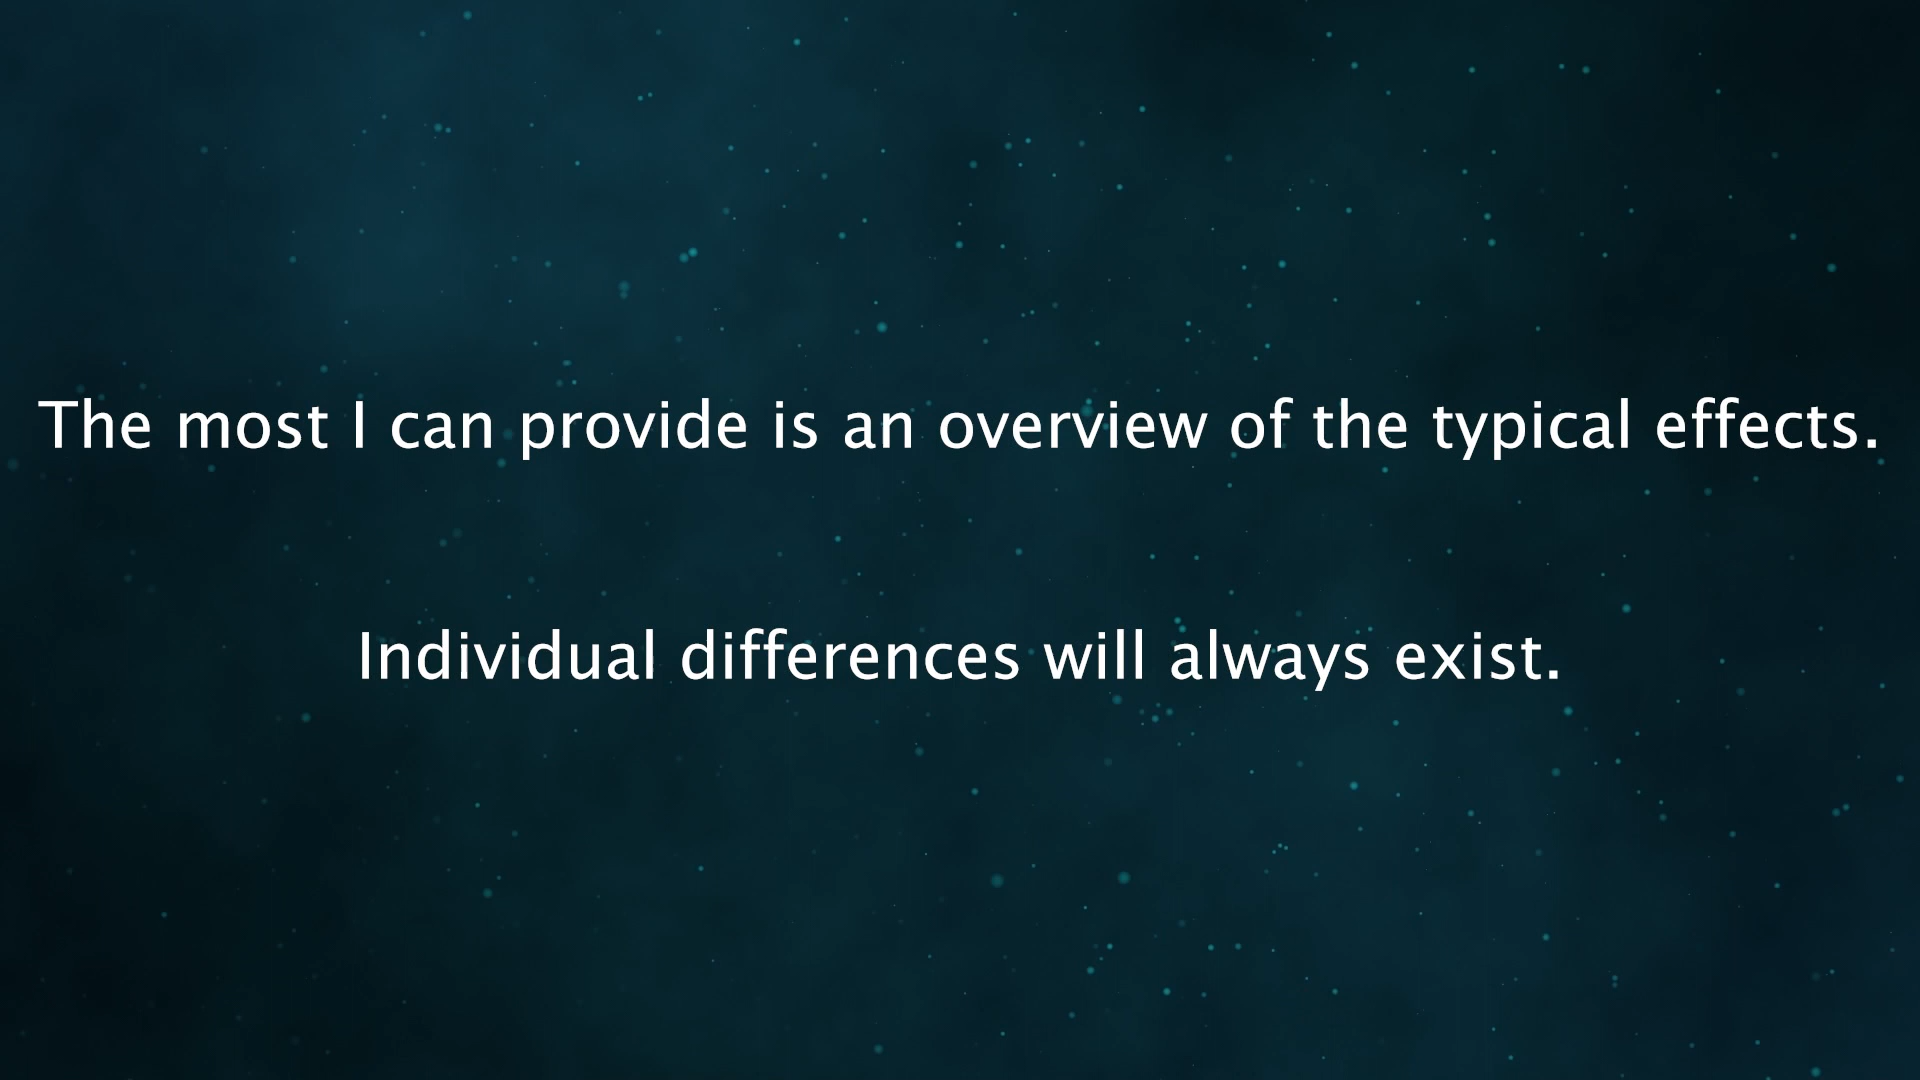 The most I can provide is an overview of the typical effects.
Individual differences will always exist.